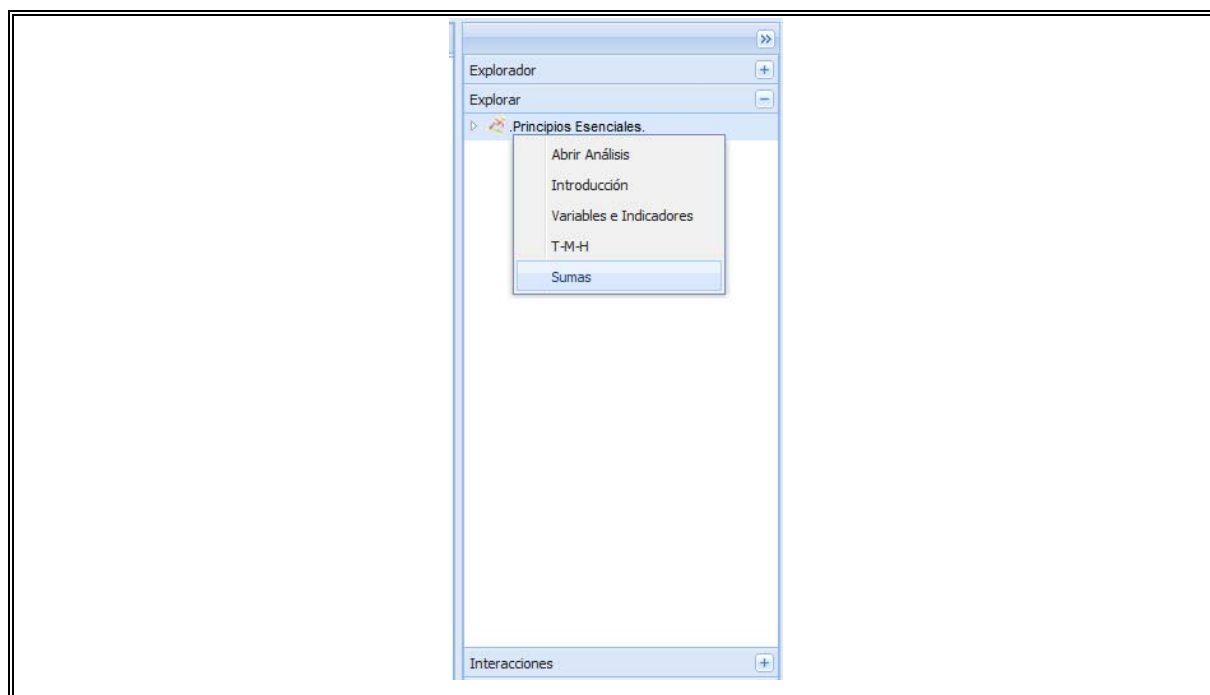 Explorador
Explorar
.Principios Esenciales.
Abrir Análisis
Introducción
Variables e Indicadores
T-M-H
Sumas
Interacciones